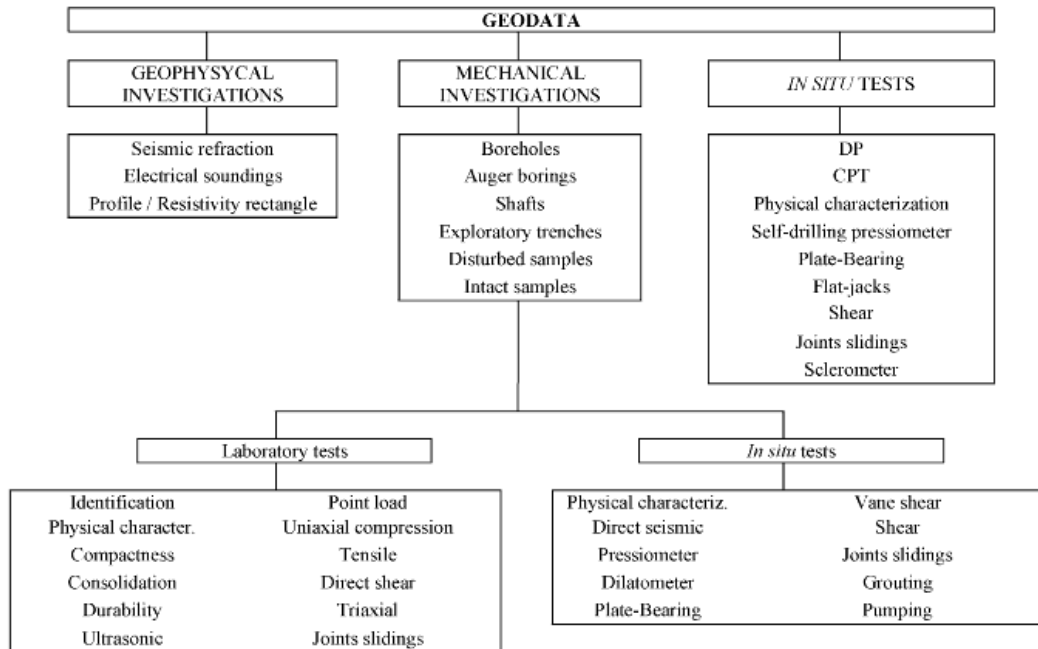 GEODATA
GEOPHYSYCAL
INVESTIGATIONS
MECHANICAL
INVESTIGATIONS
IN SITU TESTS
Seismic refraction
Electrical soundings
Profile / Resistivity rectangle
Boreholes
Auger borings
Shafts
Exploratory trenches
Disturbed samples
Intact samples
DP
CPT
Physical characterization
Self-drilling pressiometer
Plate-Bearing
Flat-jacks
Shear
Joints slidings
Sclerometer
Laboratory tests
In situ tests
Identification
Physical character.
Compactness
Consolidation
Durability
Ultrasonic
Point load
Uniaxial compression
Tensile
Direct shear
Triaxial
Joints slidings
Physical characteriz.
Direct seismic
Pressiometer
Dilatometer
Plate-Bearing
Vane shear
Shear
Joints slidings
Grouting
Pumping